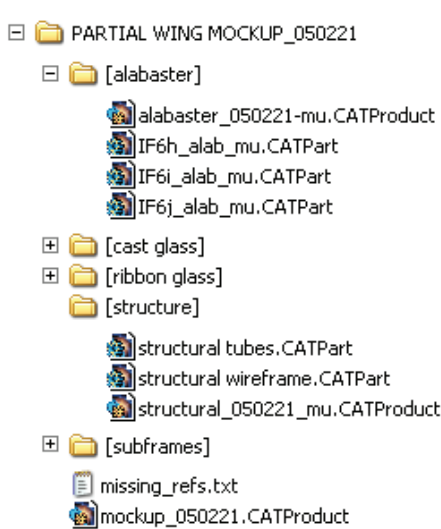 PARTIAL WING MOCKUP_050221
[alabaster]
alabaster_050221-mu.CATProduct
IF6h_alab_mu.CATPart
IF6i_alab_mu.CATPart
IF6j_alab_mu.CATPart
[cast glass]
[ribbon glass]
[structure]
structural tubes.CATPart
structural wireframe.CATPart
structural_050221_mu.CATProduct
[subframes]
missing_refs.txt
mockup_050221.CATProduct